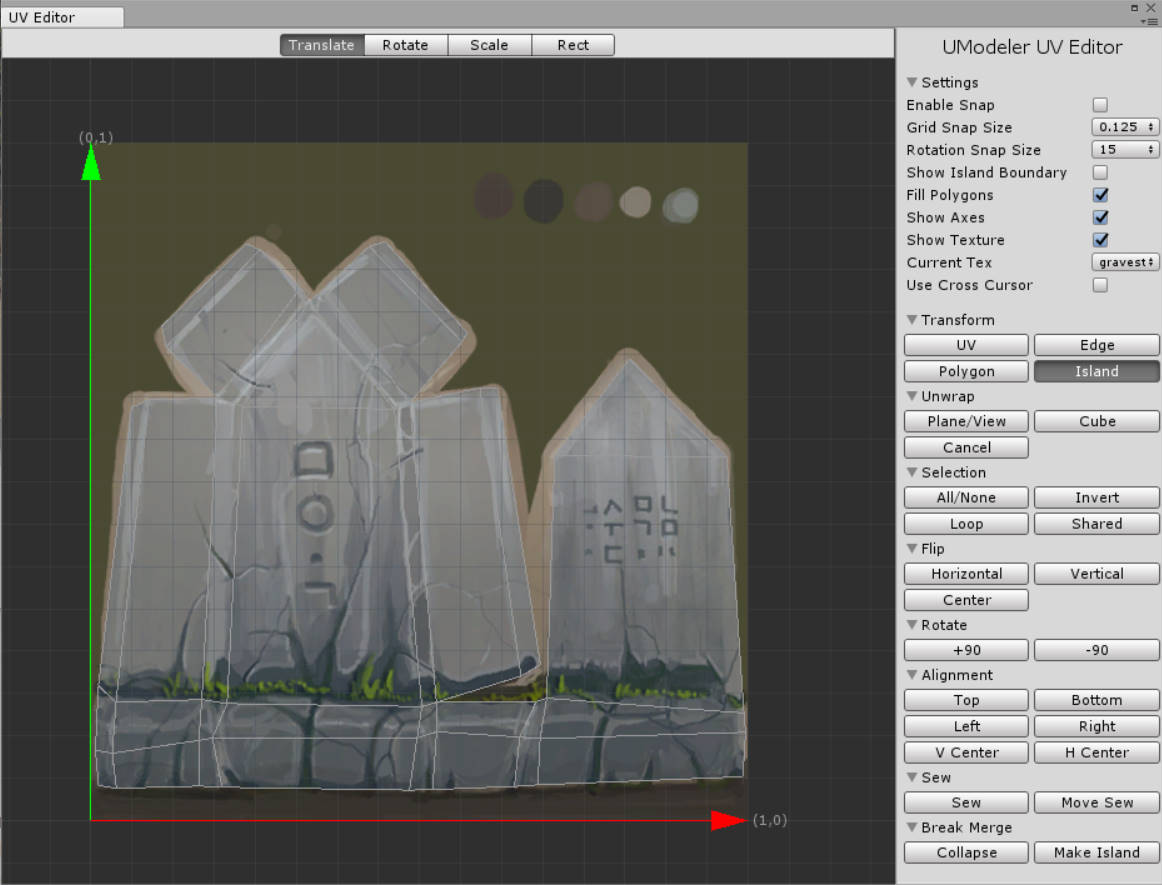 UV Editor
Translate Rotate Scale Rect
UModeler UV Editor
Settings
Enable Snap
Grid Snap Size 0.125
Rotation Snap Size 15
Show Island Boundary
Fill Polygons
Show Axes
Show Texture
Current Tex gravest
Use Cross Cursor
Transform
UV Edge
Polygon Island
Unwrap
Plane/View Cube
Cancel
Selection
All/None Invert
Loop Shared
Flip
Horizontal Vertical
Center
Rotate
+90 -90
Alignment
Top Bottom
Left Right
V Center H Center
Sew
Sew Move Sew
Break Merge
Collapse Make Island
(0,1)
(1,0)